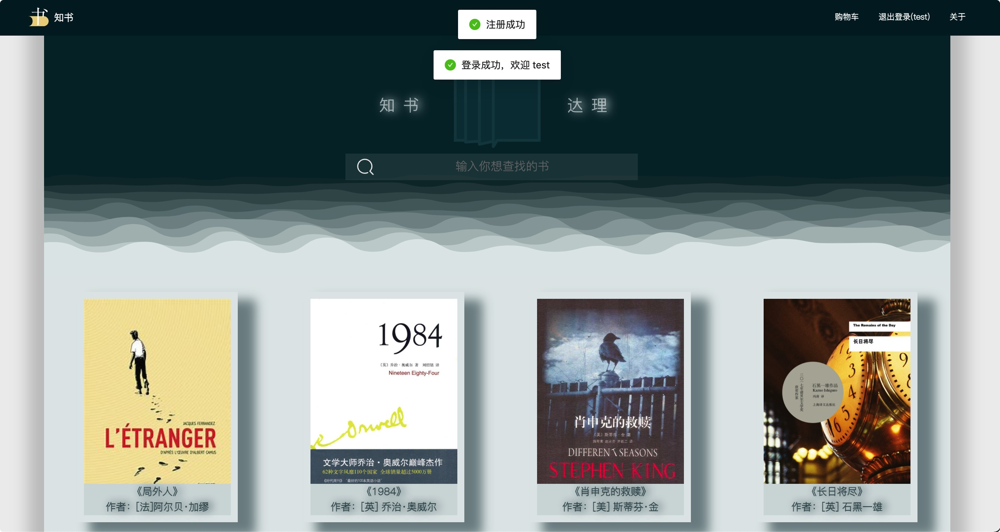 书 知书
购物车
退出登录(test)
关于
注册成功
登录成功，欢迎 test
知书
达理
输入你想查找的书
JACQUES FERRANDEZ
L'ÉTRANGER
D'APRÈS L'ŒUVRE D'ALBERT CAMUS
《局外人》
作者：[法]阿尔贝·加缪
1984
〔英〕乔治·奥威尔 著 刘绍铭 译
Nineteen Eighty-Four
Orwell
文学大师乔治·奥威尔巅峰杰作
62种文字风靡110个国家 全球销量超过5000万册
《时代周刊》 “最好的100本英语小说”
《1984》
作者：[英] 乔治·奥威尔
肖申克的救赎
〔美〕斯蒂芬·金 著
施寄青 赵永芬 齐若兰 译
DIFFERENT SEASONS
STEPHEN KING
《肖申克的救赎》
作者：[美] 斯蒂芬·金
The Remains of the Day
长日将尽
二〇一七年诺贝尔文学奖
获奖作家
石黑一雄作品
Kazuo Ishiguro
冯涛 译
上海译文出版社
12
3
4
5
6
9
8
《长日将尽》
作者：[英] 石黑一雄